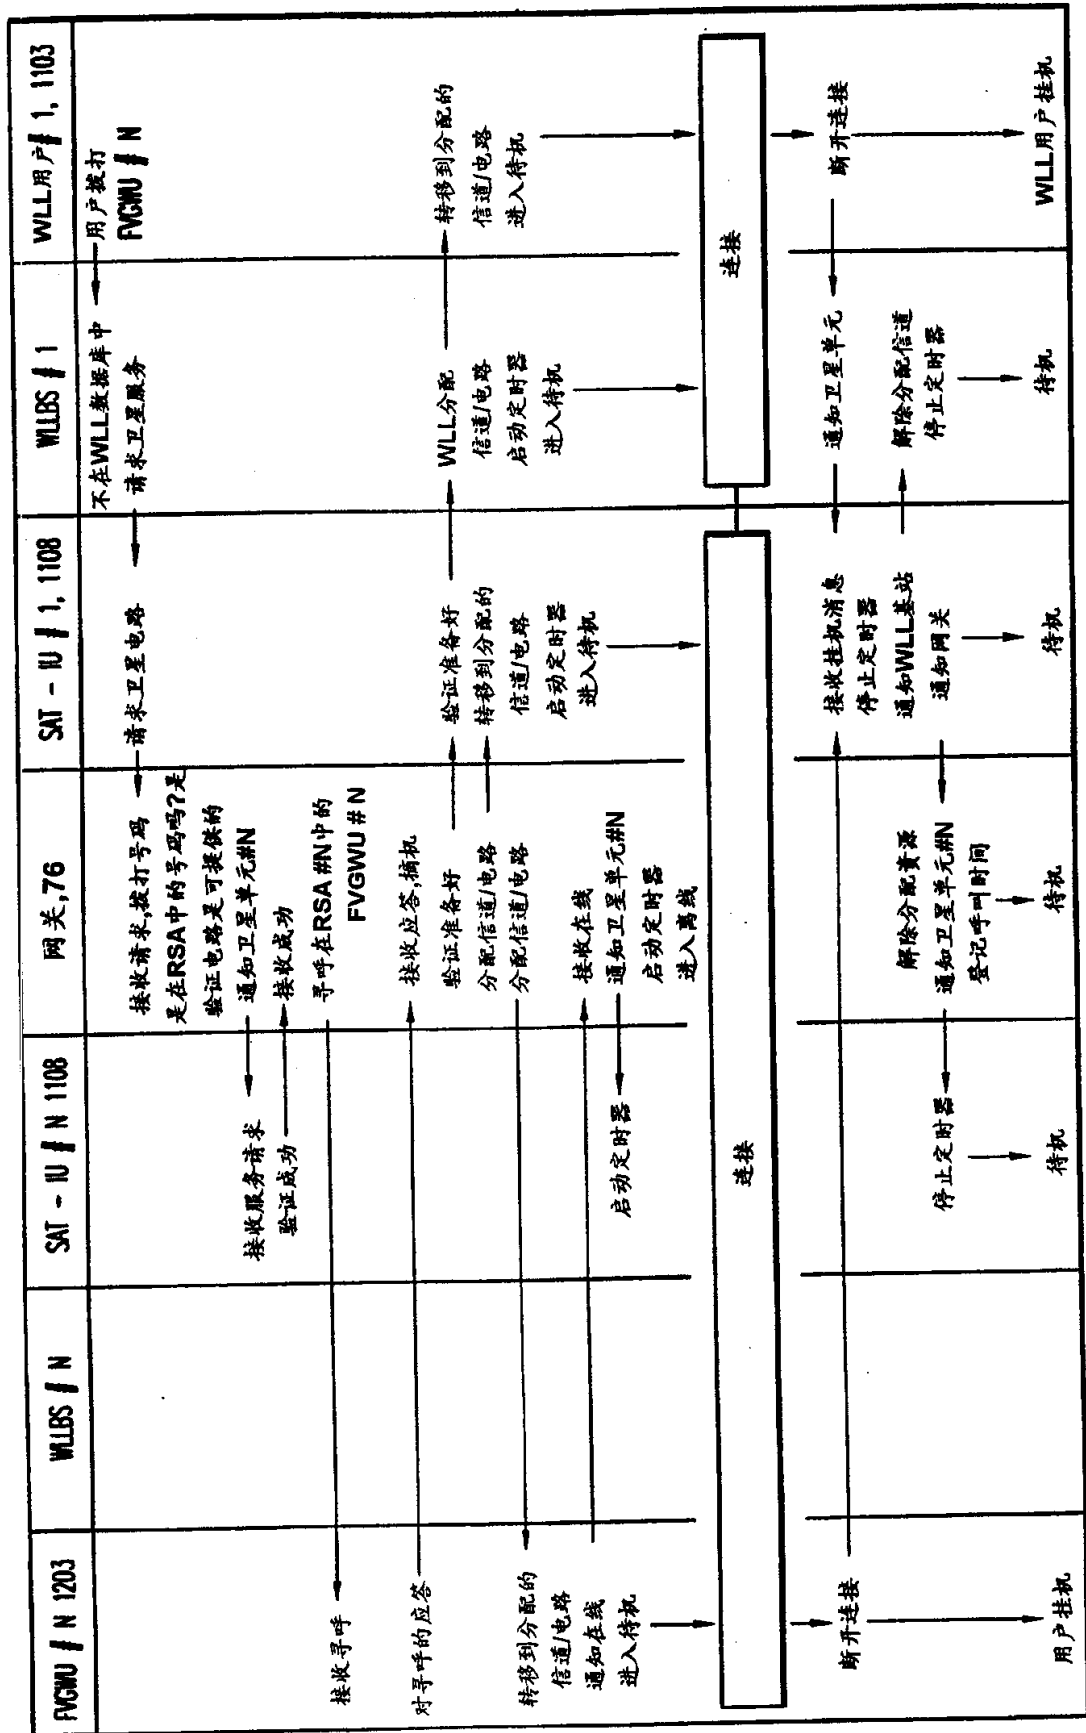 FVGWU # N 1203
WLLBS # N
SAT - IU # N 1108
网关,76
SAT - IU # 1, 1108
WLLBS # 1
WLL用户# 1, 1103
用户拨打
FVGWU # N
不在WLL数据库中
请求卫星服务
请求卫星电路
接收请求,拨打号码
是在RSA中的号码吗?是
验证电路是可提供的
通知卫星单元#N
接收服务请求
验证成功
接收成功
寻呼在RSA #N中的
FVGWU # N
接收寻呼
对寻呼的应答
接收应答,摘机
验证准备好
分配信道/电路
分配信道/电路
验证准备好
转移到分配的
信道/电路
启动定时器
进入待机
WLL分配
信道/电路
启动定时器
进入待机
转移到分配的
信道/电路
进入待机
转移到分配的
信道/电路
通知在线
进入待机
接收在线
通知卫星单元#N
启动定时器
进入离线
启动定时器
连接
连接
断开连接
WLL用户挂机
通知卫星单元
解除分配信道
停止定时器
待机
接收挂机消息
停止定时器
通知WLL基站
通知网关
待机
解除分配资源
通知卫星单元#N
登记呼叫时间
待机
停止定时器
待机
断开连接
用户挂机